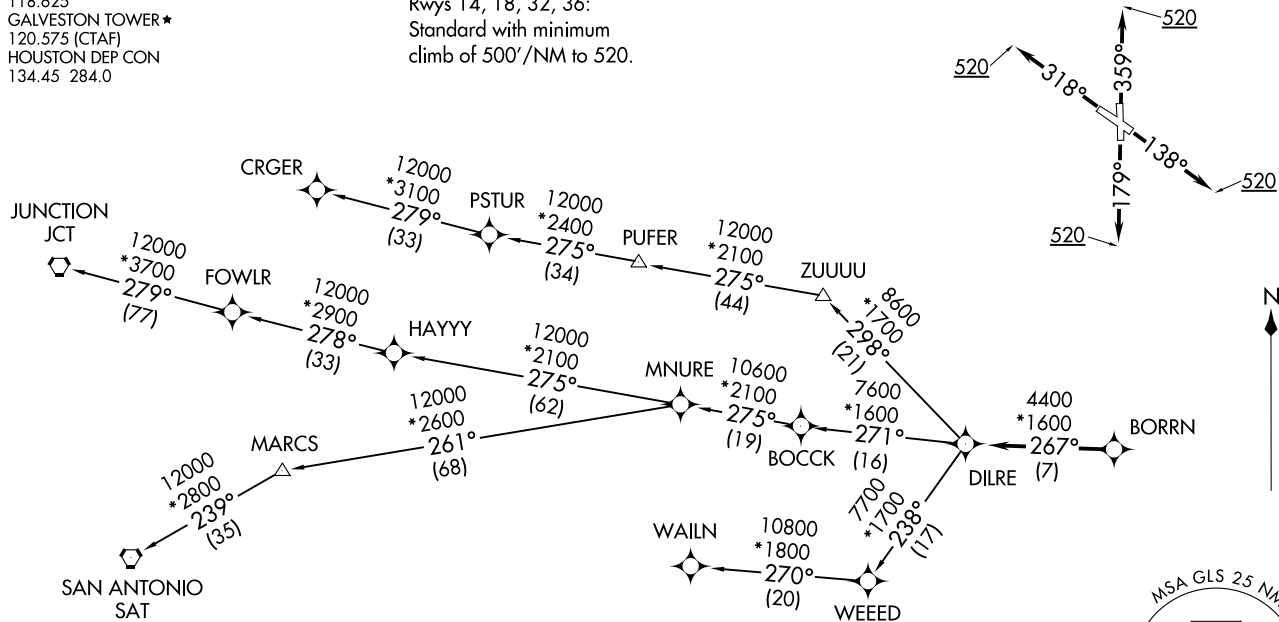 118.625
GALVESTON TOWER★
120.575 (CTAF)
HOUSTON DEP CON
134.45 284.0
Rwys 14, 18, 32, 36:
Standard with minimum
climb of 500'/NM to 520.
520
520
318°
359°
138°
179°
520
520
CRGER
12000
*3100
279°
(33)
PSTUR
12000
*2400
275°
(34)
PUFER
12000
*2100
275°
(44)
ZUUUU
8600
*1700
298°
(21)
JUNCTION
JCT
12000
*3700
279°
(77)
FOWLR
12000
*2900
278°
(33)
HAYYY
12000
*2100
275°
(62)
MNURE
10600
*2100
275°
(19)
BOCCK
7600
*1600
271°
(16)
DILRE
4400
*1600
267°
(7)
BORRN
N
12000
*2600
261°
(68)
MARCS
12000
*2800
239°
(35)
SAN ANTONIO
SAT
7700
*1700
238°
(17)
WAILN
10800
*1800
270°
(20)
WEEED
MSA GLS 25 NM